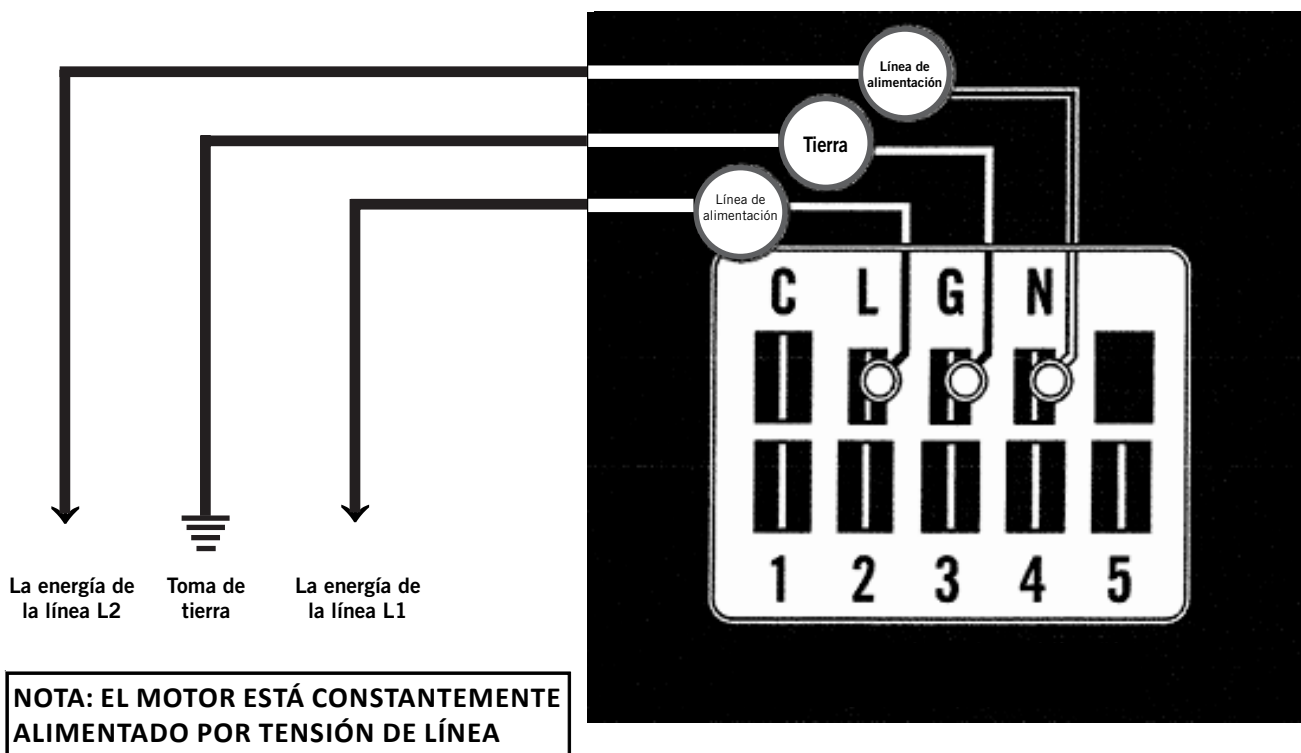 Línea de
alimentación
Tierra
Línea de
alimentación
C L G N
1 2 3 4 5
La energía de
la línea L2
Toma de
tierra
La energía de
la línea L1
NOTA: EL MOTOR ESTÁ CONSTANTEMENTE
ALIMENTADO POR TENSIÓN DE LÍNEA